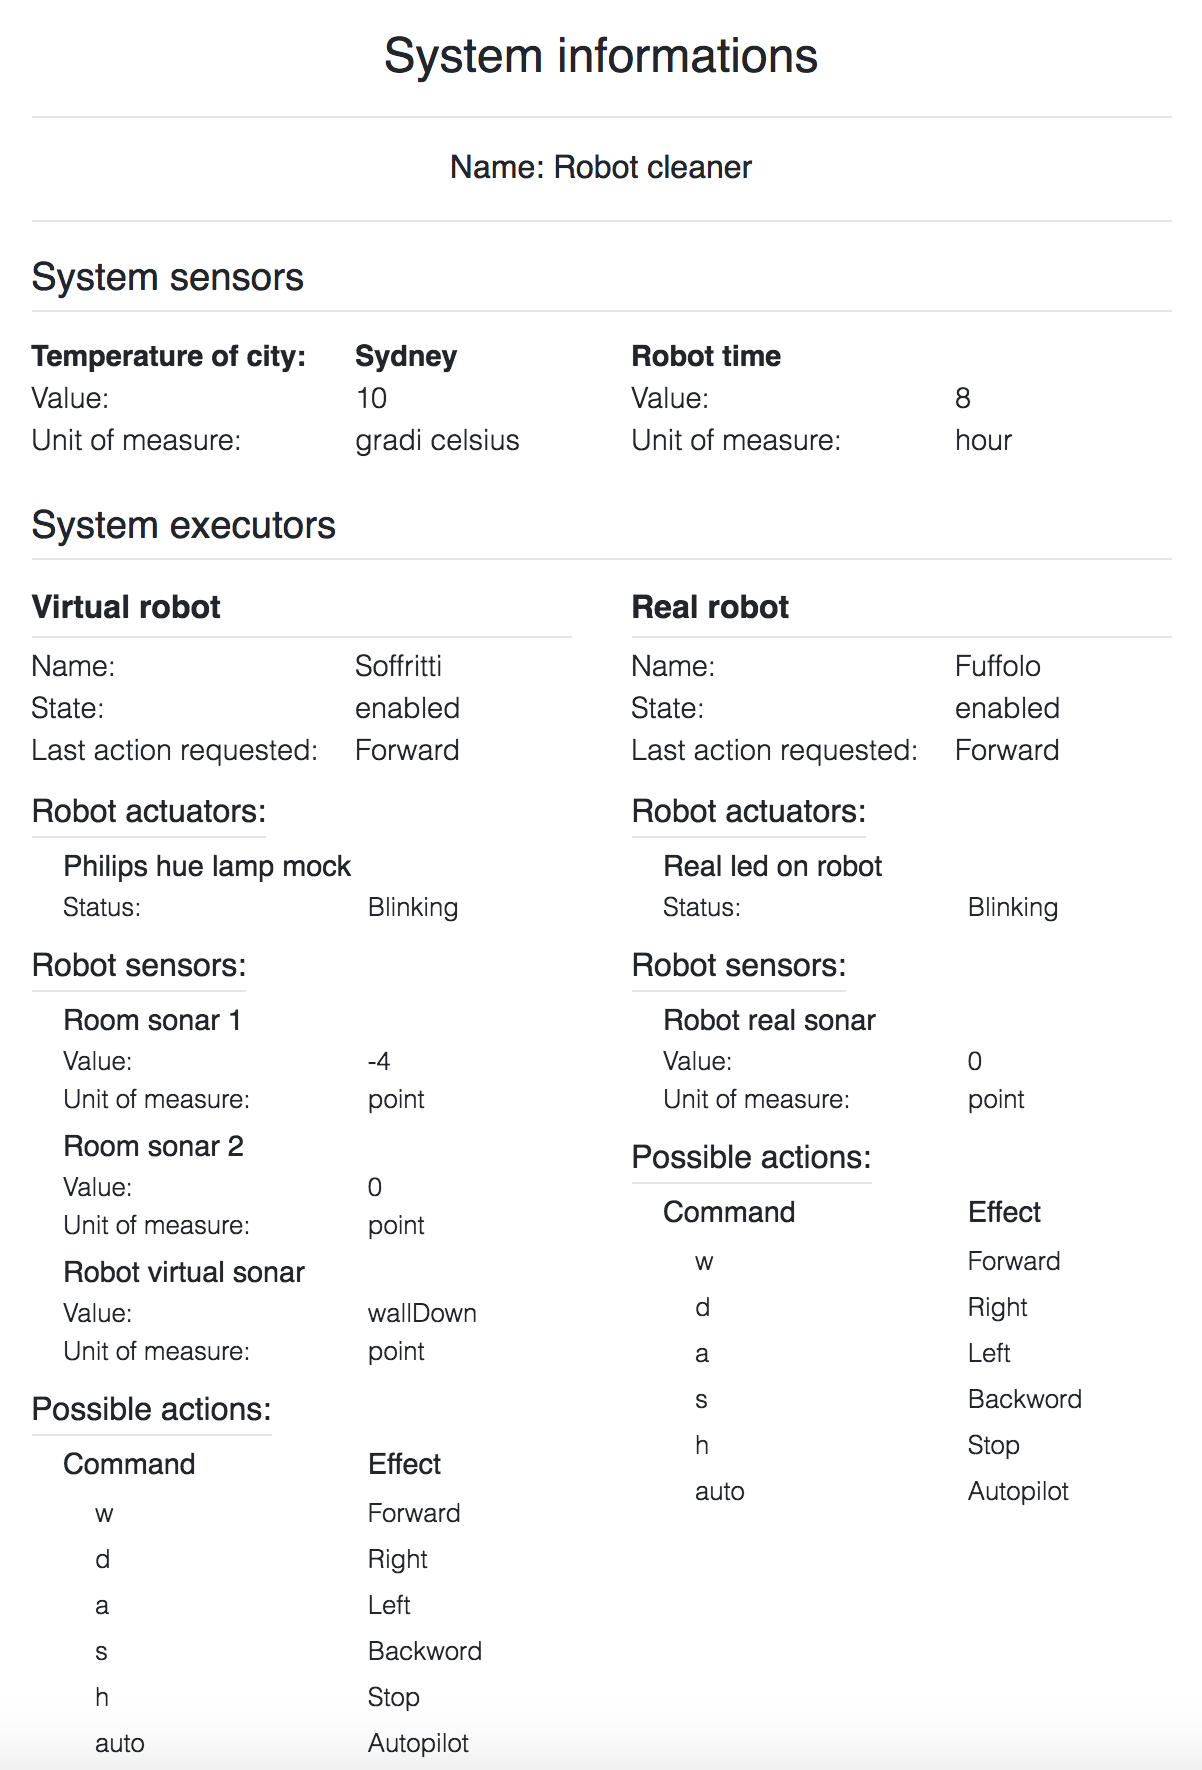 System informations
Name: Robot cleaner
System sensors
Temperature of city: Sydney
Value: 10
Unit of measure: gradi celsius
Robot time
Value: 8
Unit of measure: hour
System executors
Virtual robot
Name: Soffritti
State: enabled
Last action requested: Forward
Robot actuators:
Philips hue lamp mock
Status: Blinking
Robot sensors:
Room sonar 1
Value: -4
Unit of measure: point
Room sonar 2
Value: 0
Unit of measure: point
Robot virtual sonar
Value: wallDown
Unit of measure: point
Possible actions:
Command Effect
w Forward
d Right
a Left
s Backword
h Stop
auto Autopilot
Real robot
Name: Fuffolo
State: enabled
Last action requested: Forward
Robot actuators:
Real led on robot
Status: Blinking
Robot sensors:
Robot real sonar
Value: 0
Unit of measure: point
Possible actions:
Command Effect
w Forward
d Right
a Left
s Backword
h Stop
auto Autopilot